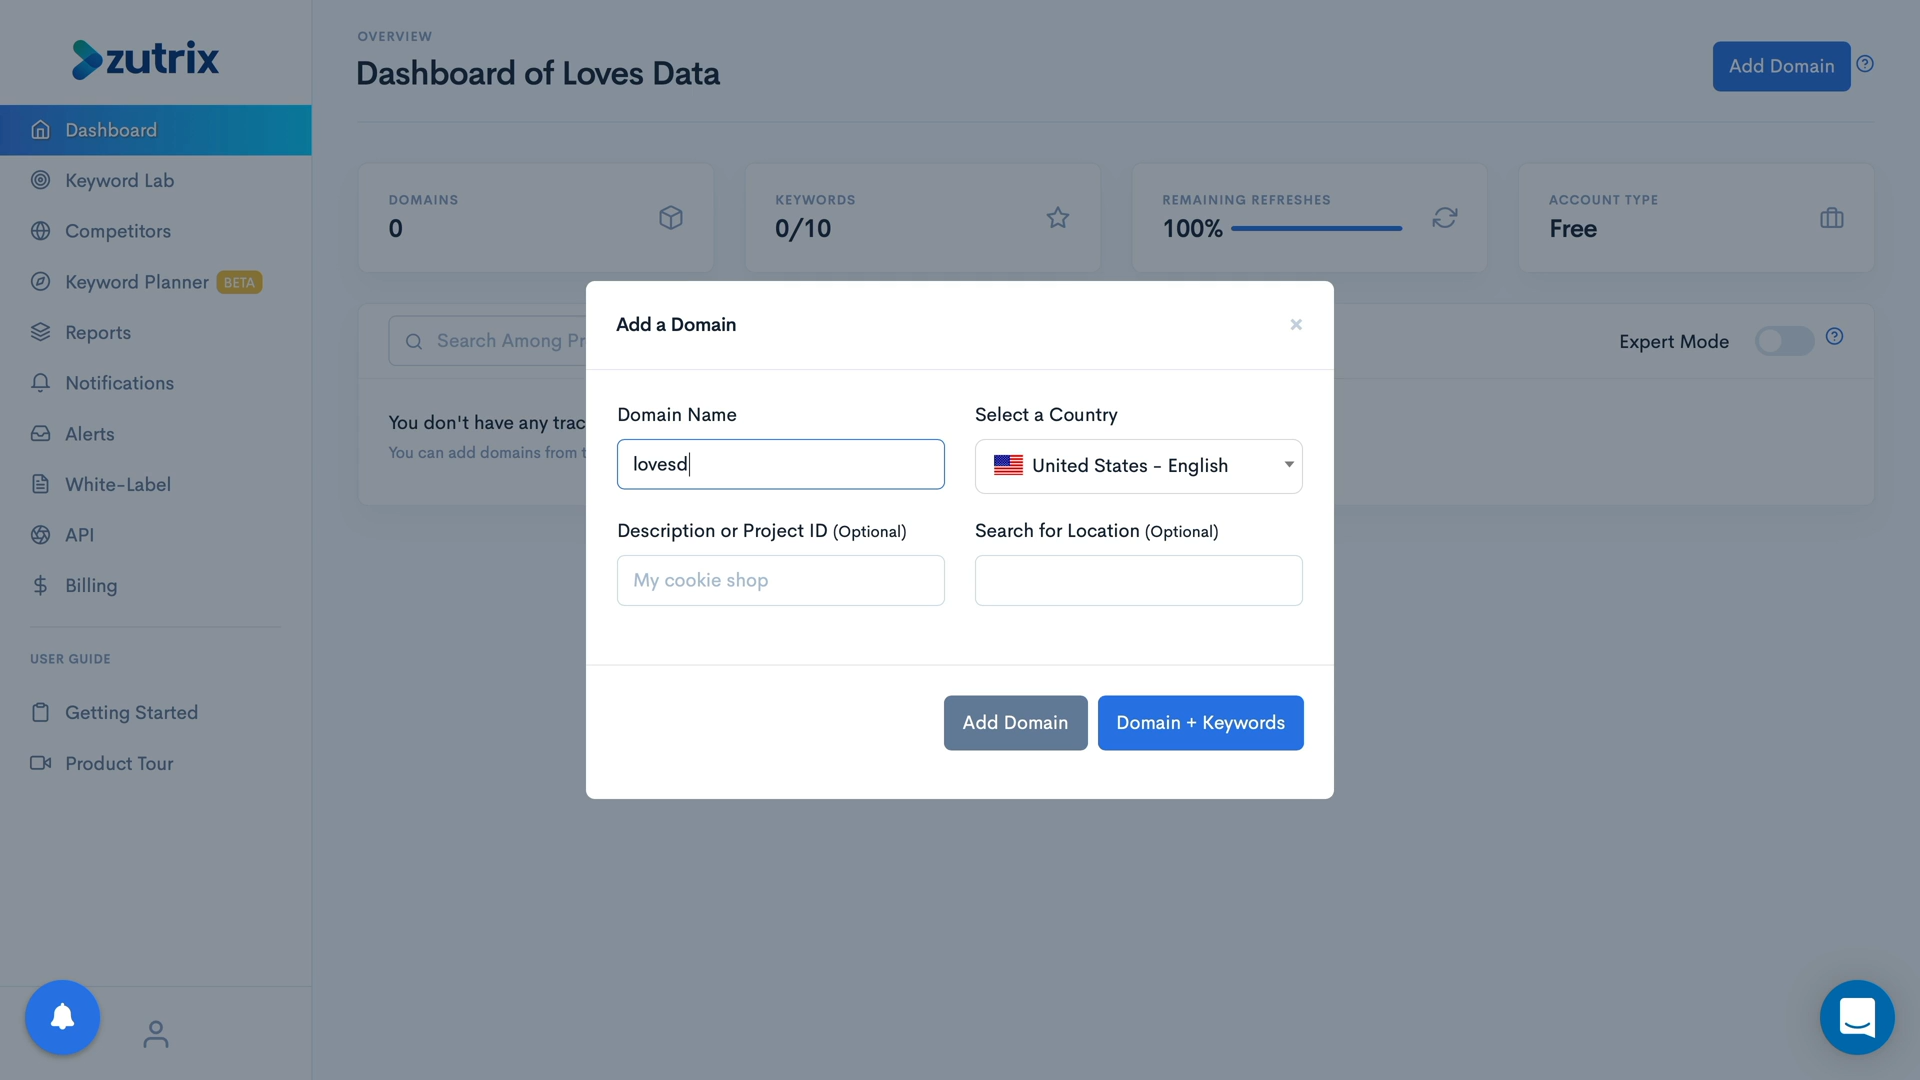 zutrix
Dashboard
Keyword Lab
Competitors
Keyword Planner BETA
Reports
Notifications
Alerts
White-Label
API
Billing
USER GUIDE
Getting Started
Product Tour
OVERVIEW
Dashboard of Loves Data
Add Domain
DOMAINS
0
KEYWORDS
0/10
REMAINING REFRESHES
100%
ACCOUNT TYPE
Free
Search Among Pr
Expert Mode
You don't have any trac
You can add domains from t
Add a Domain
×
Domain Name
lovesd
Select a Country
United States - English
Description or Project ID (Optional)
My cookie shop
Search for Location (Optional)
Add Domain
Domain + Keywords